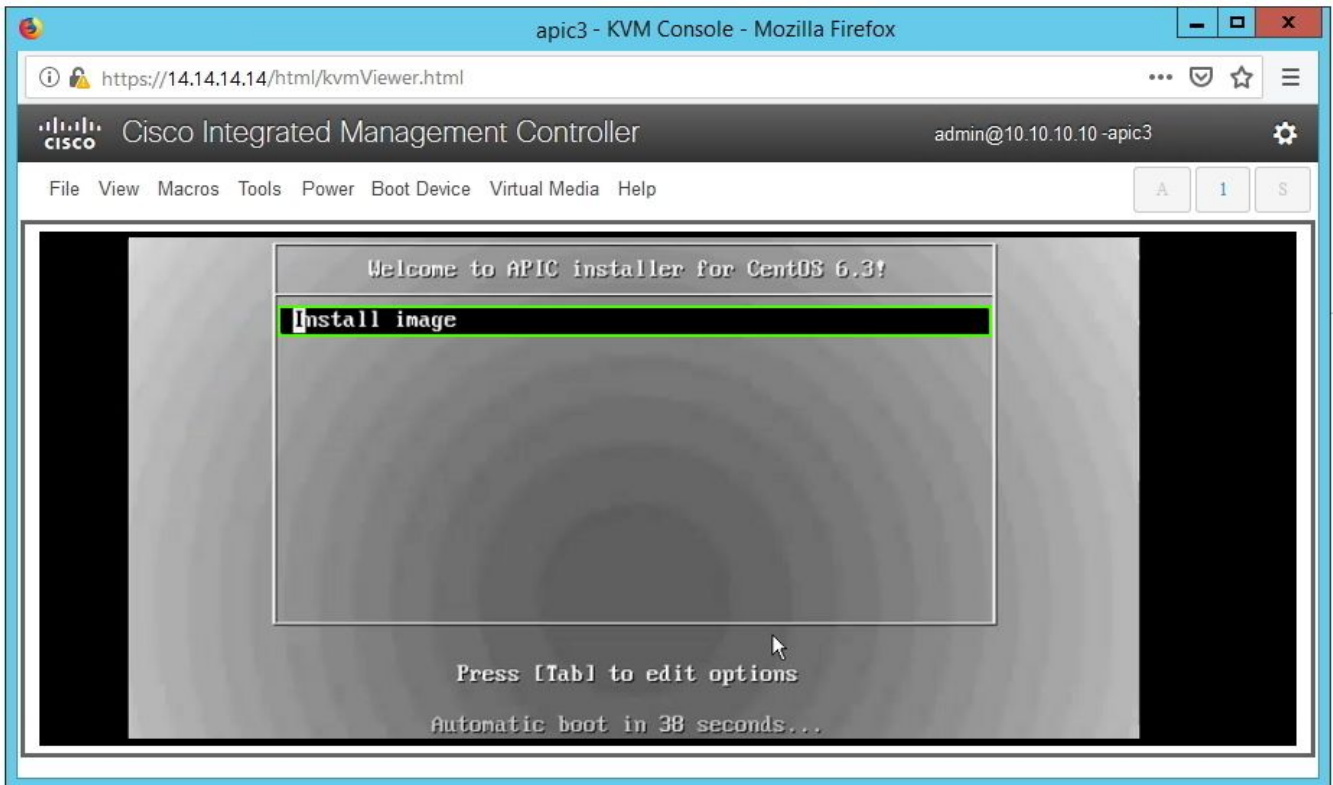 apic3 - KVM Console - Mozilla Firefox
https://14.14.14.14/html/kvmViewer.html
CISCO Cisco Integrated Management Controller admin@10.10.10.10 -apic3
File View Macros Tools Power Boot Device Virtual Media Help A 1 S
Welcome to APIC installer for CentOS 6.3!
Install image
Press [Tab] to edit options
Automatic boot in 38 seconds...